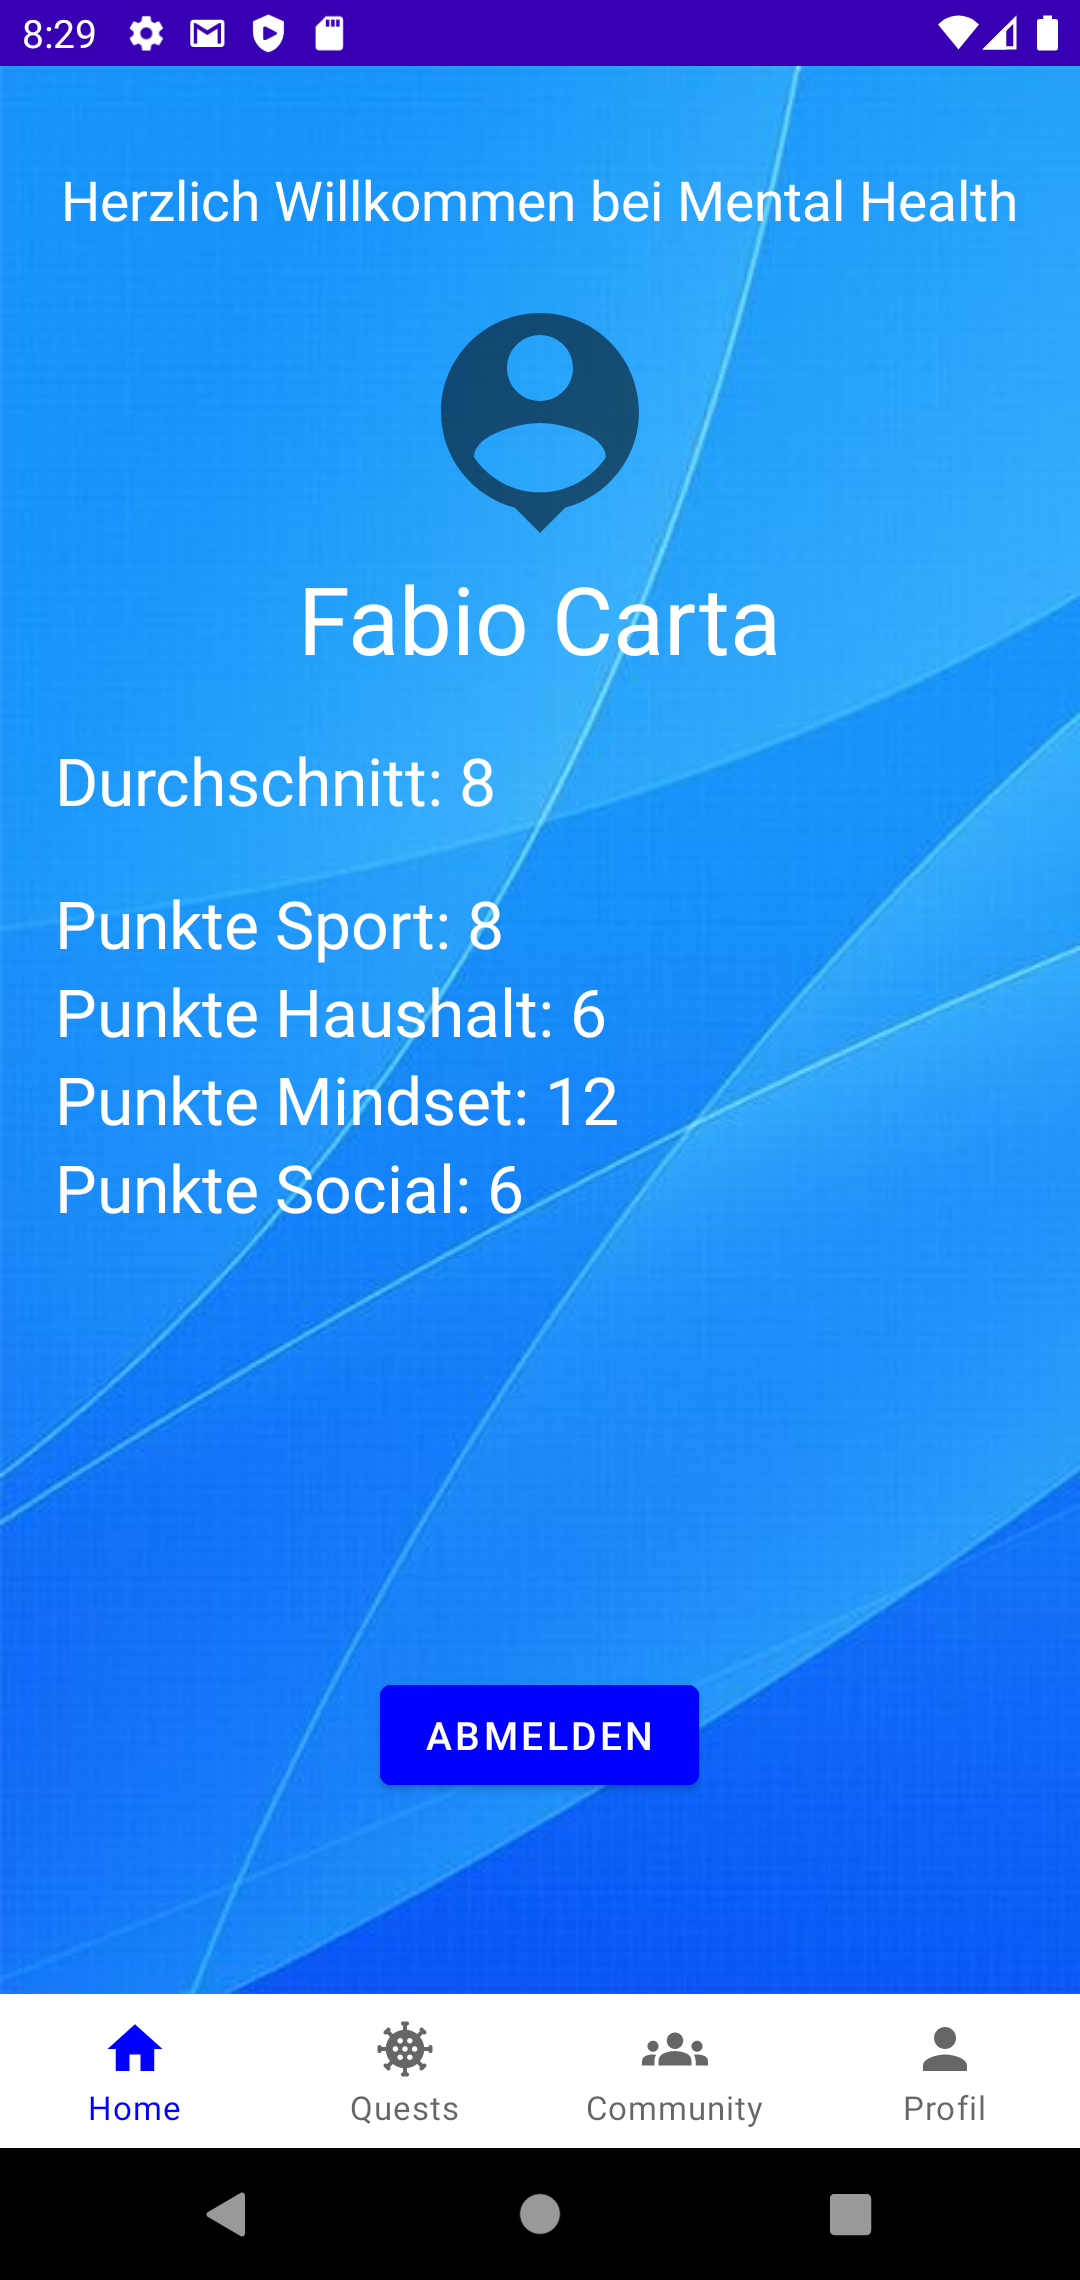 8:29
Herzlich Willkommen bei Mental Health
Fabio Carta
Durchschnitt: 8
Punkte Sport: 8
Punkte Haushalt: 6
Punkte Mindset: 12
Punkte Social: 6
ABMELDEN
Home Quests Community Profil